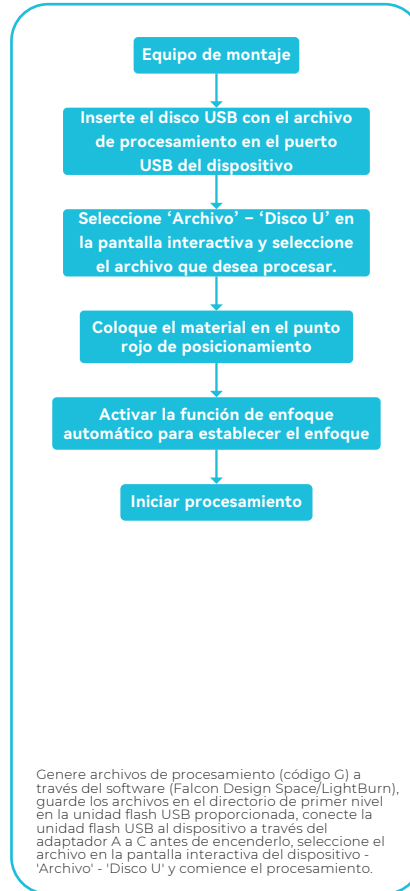 Equipo de montaje
Inserte el disco USB con el archivo
de procesamiento en el puerto
USB del dispositivo
Seleccione ‘Archivo’ – ‘Disco U’ en
la pantalla interactiva y seleccione
el archivo que desea procesar.
Coloque el material en el punto
rojo de posicionamiento
Activar la función de enfoque
automático para establecer el enfoque
Iniciar procesamiento
Genere archivos de procesamiento (código G) a
través del software (Falcon Design Space/LightBurn),
guarde los archivos en el directorio de primer nivel
en la unidad flash USB proporcionada, conecte la
unidad flash USB al dispositivo a través del
adaptador A a C antes de encenderlo, seleccione el
archivo en la pantalla interactiva del dispositivo -
'Archivo' - 'Disco U' y comience el procesamiento.